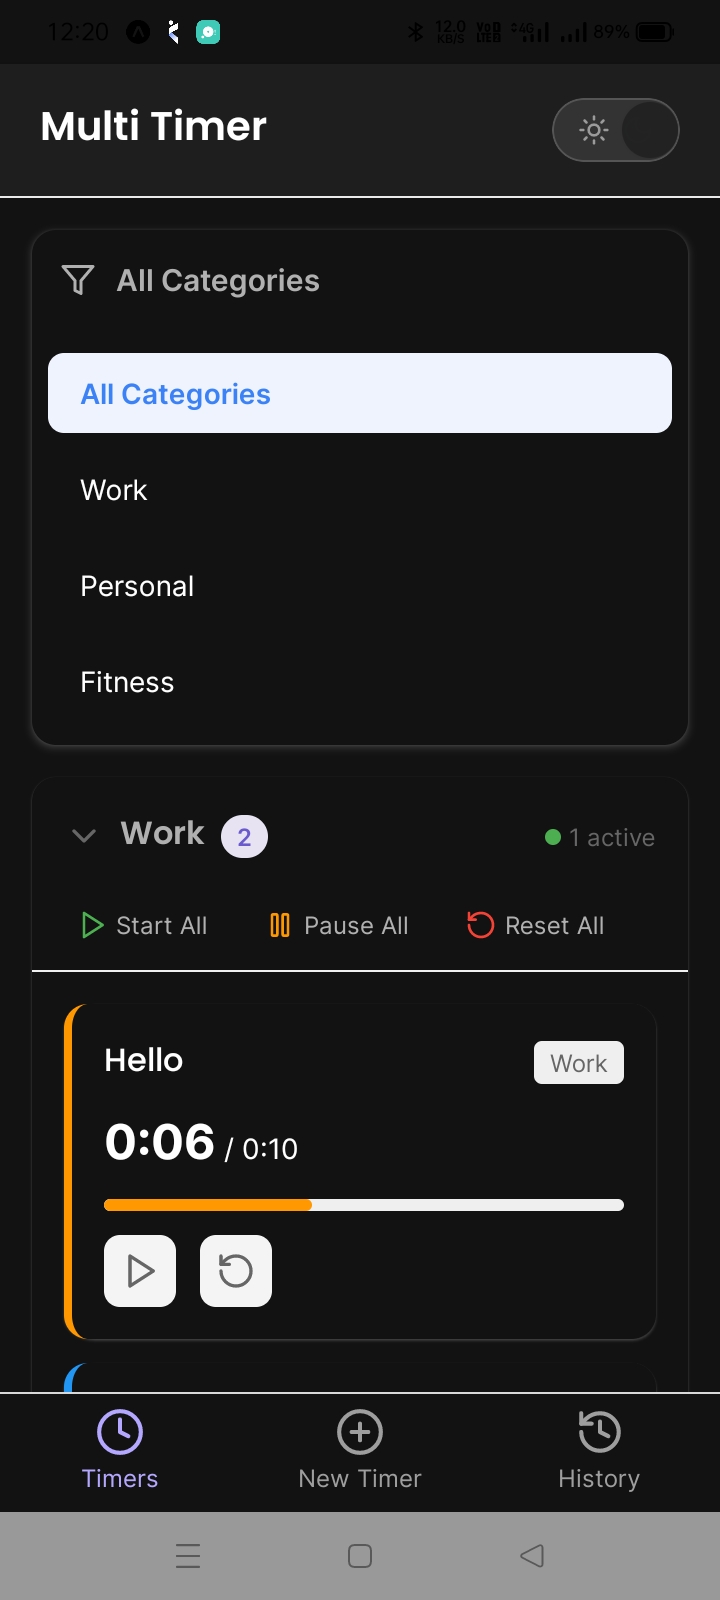 12:20 12.0 KB/S VoD LTE B 4G 89%
Multi Timer
All Categories
All Categories
Work
Personal
Fitness
Work 2 1 active
Start All Pause All Reset All
Hello Work
0:06 / 0:10
Timers New Timer History